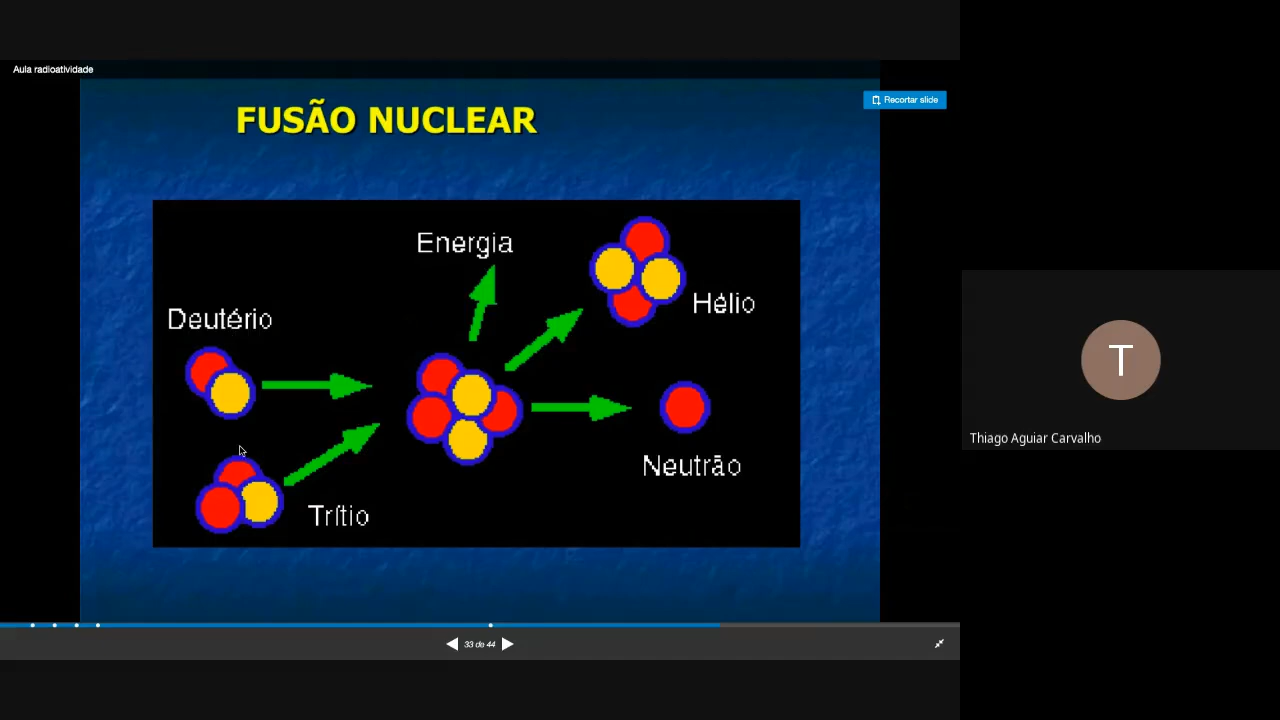 Aula radioatividade
Recortar slide
FUSÃO NUCLEAR
Energia
Hélio
Deutério
Neutrão
Trítio
T
Thiago Aguiar Carvalho
33 de 44